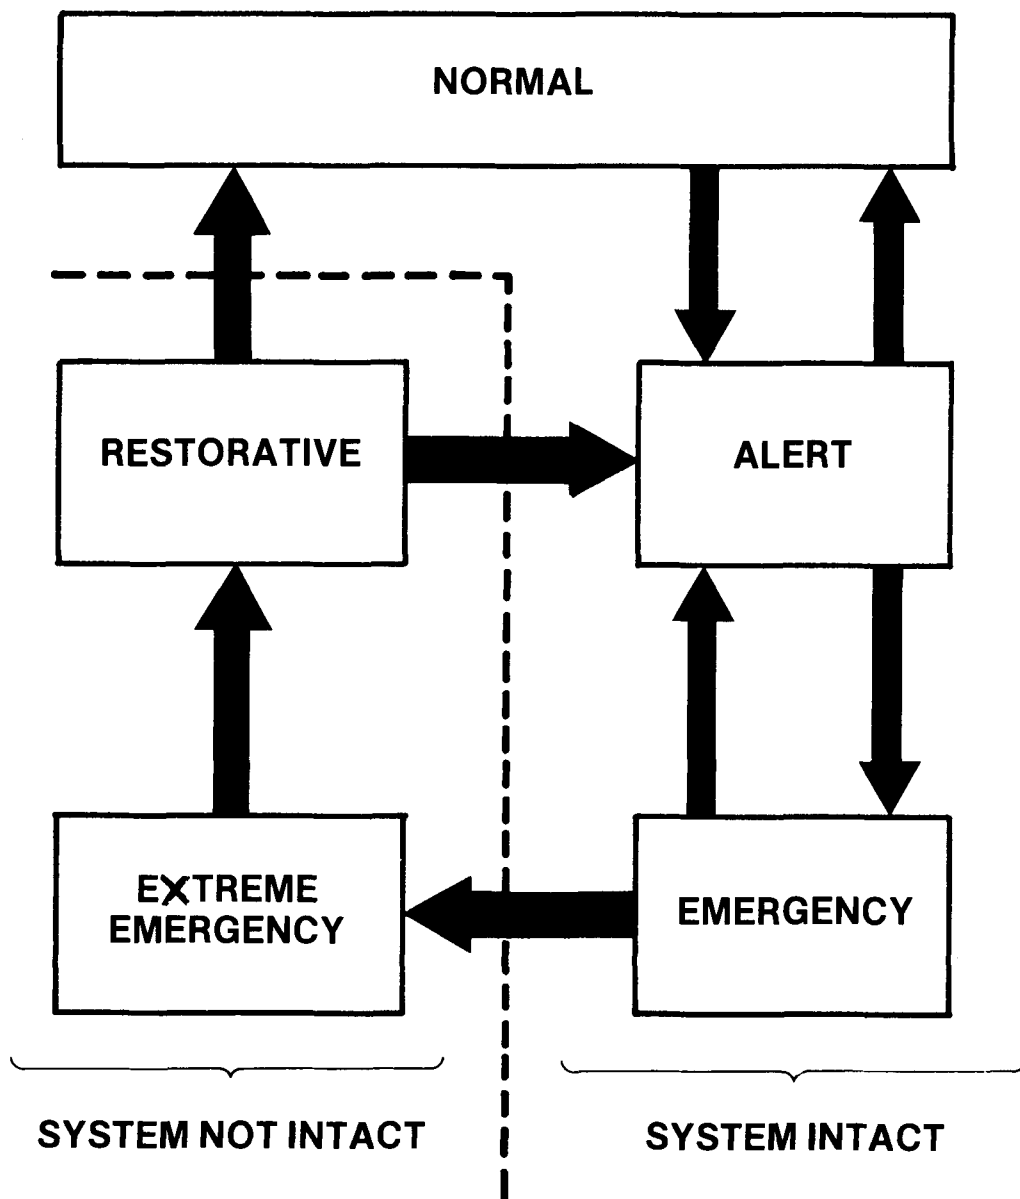 NORMAL
RESTORATIVE
ALERT
EXTREME
EMERGENCY
EMERGENCY
SYSTEM NOT INTACT
SYSTEM INTACT